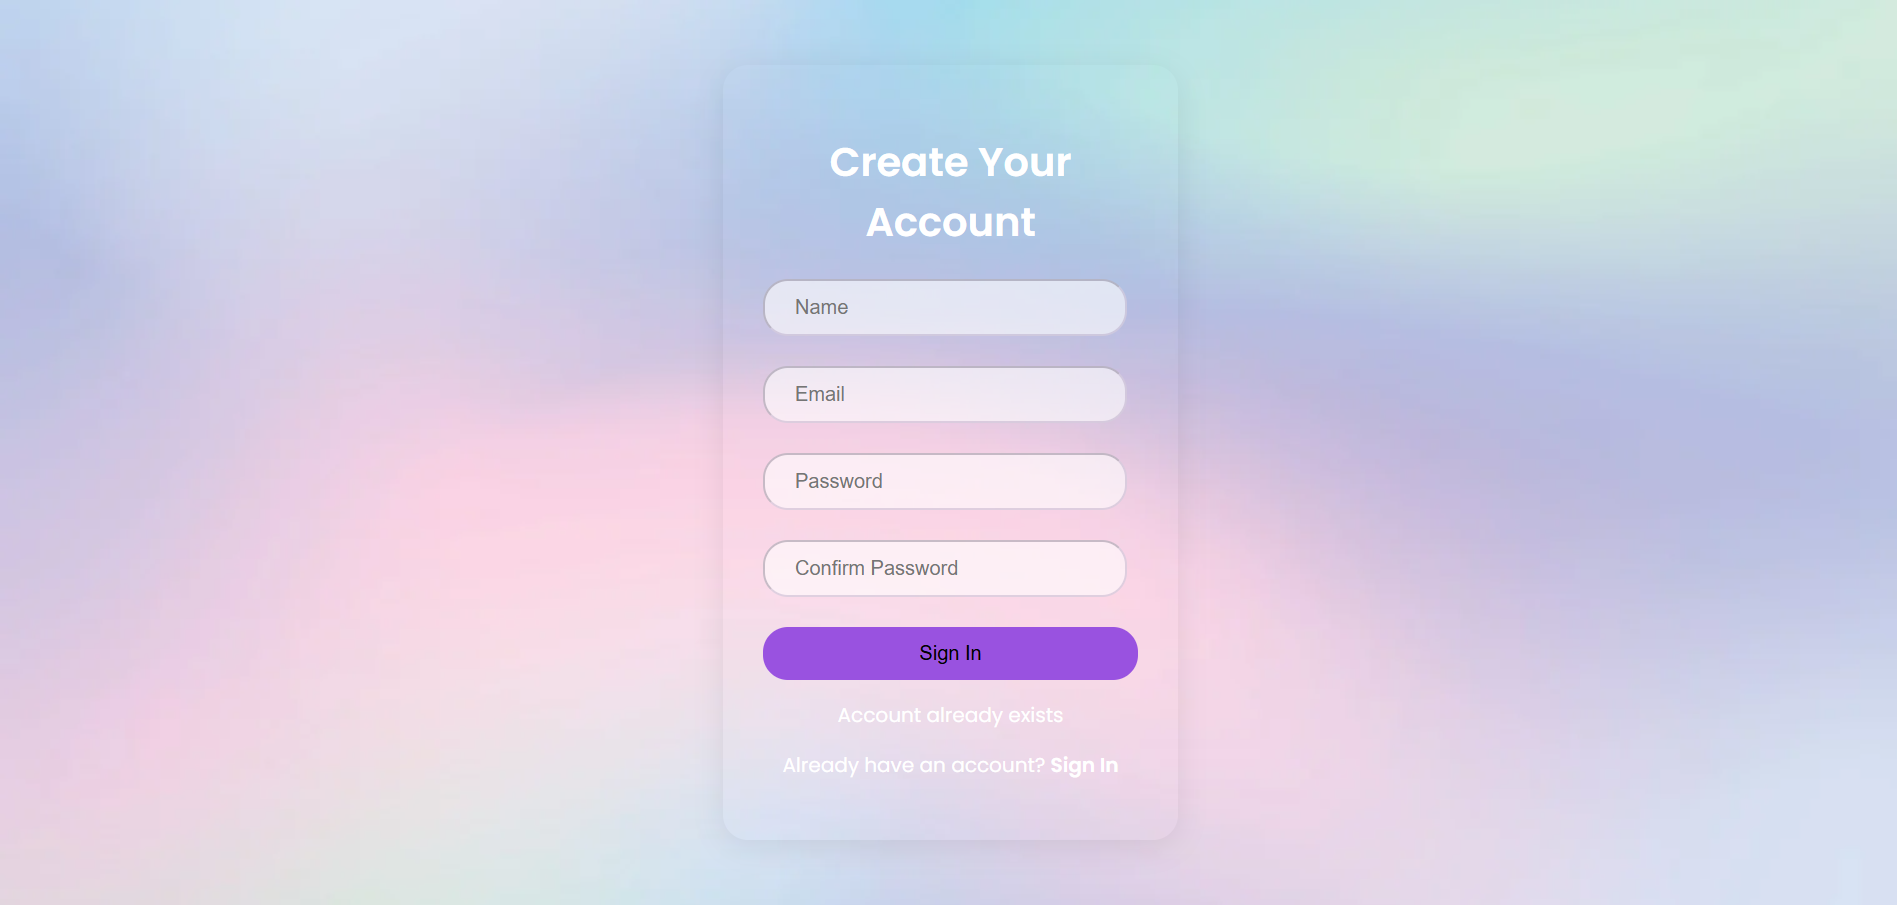 Create Your
Account
Name
Email
Password
Confirm Password
Sign In
Account already exists
Already have an account? Sign In